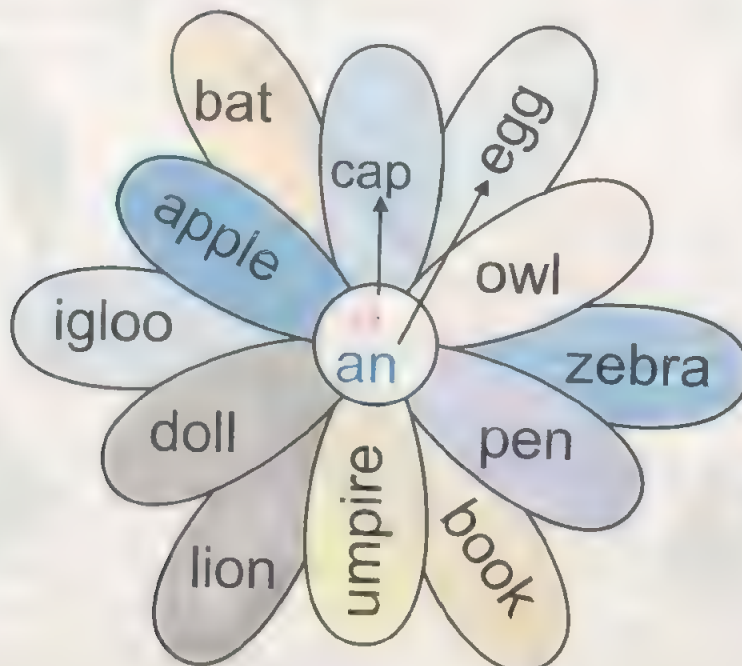 bat
cap
egg
apple
owl
igloo
an
zebra
doll
pen
lion
umpire
book